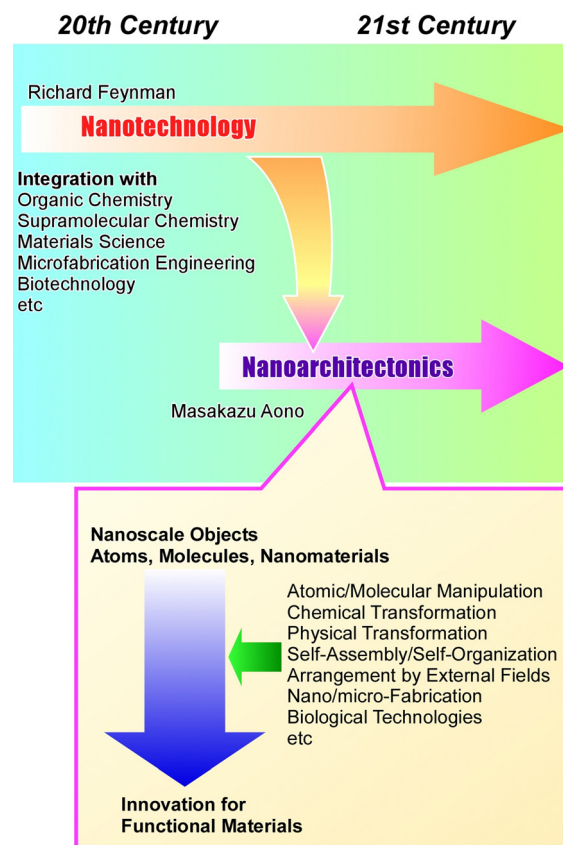 20th Century
21st Century
Richard Feynman
Nanotechnology
Integration with
Organic Chemistry
Supramolecular Chemistry
Materials Science
Microfabrication Engineering
Biotechnology
etc
Nanoarchitectonics
Masakazu Aono
Nanoscale Objects
Atoms, Molecules, Nanomaterials
Atomic/Molecular Manipulation
Chemical Transformation
Physical Transformation
Self-Assembly/Self-Organization
Arrangement by External Fields
Nano/micro-Fabrication
Biological Technologies
etc
Innovation for
Functional Materials